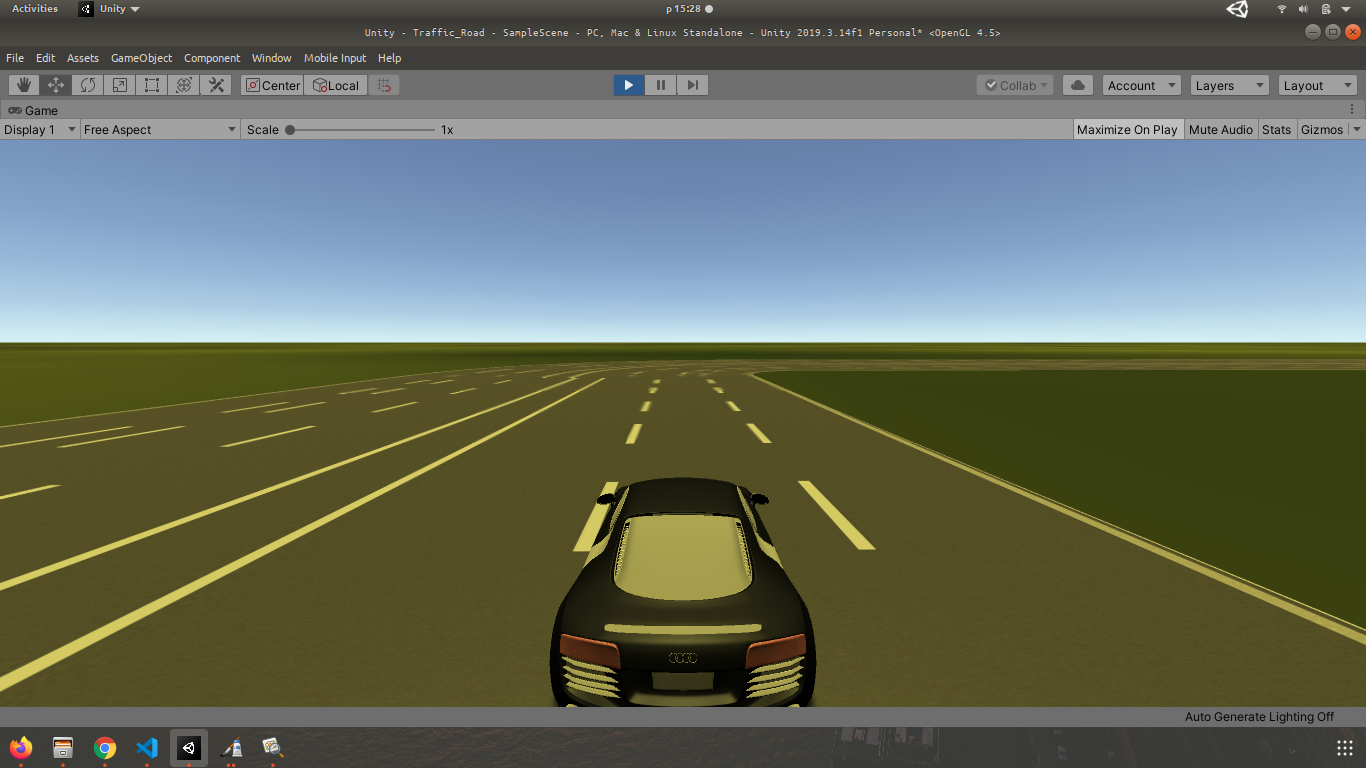 Activities Unity р 15:28
Unity - Traffic_Road - SampleScene - PC, Mac & Linux Standalone - Unity 2019.3.14f1 Personal* <OpenGL 4.5>
File Edit Assets GameObject Component Window Mobile Input Help
Center Local Collab Account Layers Layout
Game
Display 1 Free Aspect Scale 1x Maximize On Play Mute Audio Stats Gizmos
Auto Generate Lighting Off